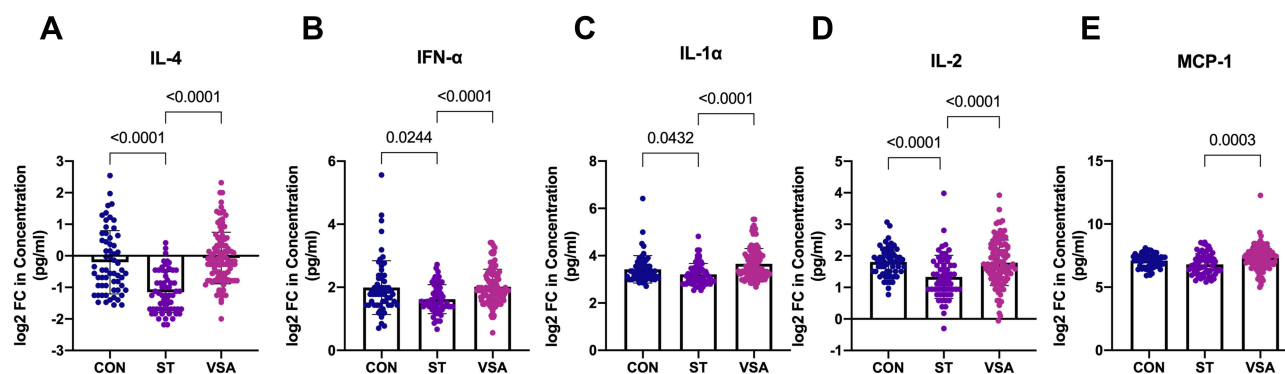 A
IL-4
<0.0001
<0.0001
log2 FC in Concentration
(pg/ml)
3
2
1
0
-1
-2
-3
CON ST VSA
B
IFN-α
<0.0001
0.0244
log2 FC in Concentration
(pg/ml)
6
4
2
0
CON ST VSA
C
IL-1α
<0.0001
0.0432
log2 FC in Concentration
(pg/ml)
8
6
4
2
0
CON ST VSA
D
IL-2
<0.0001
<0.0001
log2 FC in Concentration
(pg/ml)
5
4
3
2
1
0
-1
CON ST VSA
E
MCP-1
0.0003
log2 FC in Concentration
(pg/ml)
15
10
5
0
CON ST VSA